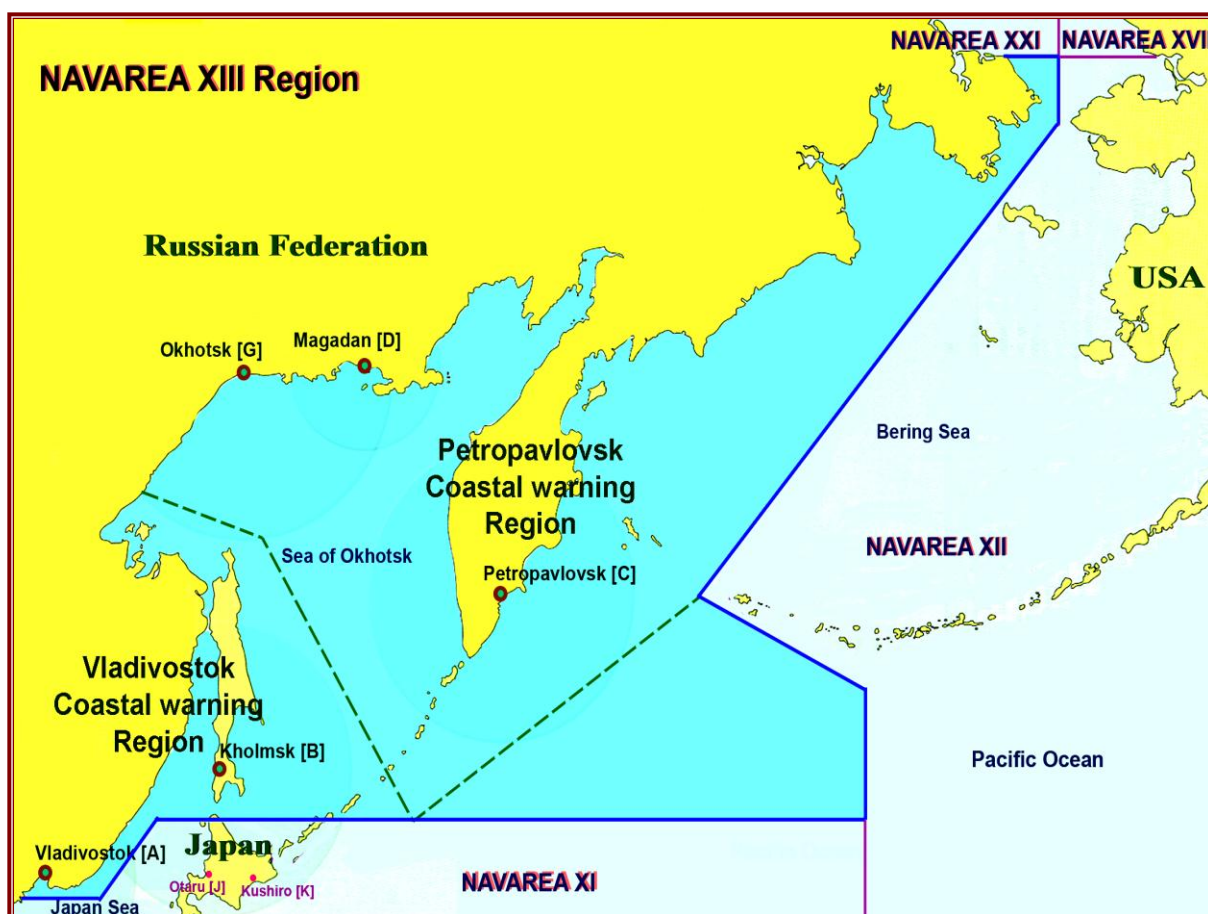 NAVAREA XXI
NAVAREA XVII
NAVAREA XIII Region
Russian Federation
USA
Okhotsk [G]
Magadan [D]
Petropavlovsk
Coastal warning
Region
Bering Sea
Sea of Okhotsk
NAVAREA XII
Petropavlovsk [C]
Vladivostok
Coastal warning
Region
Kholmsk [B]
Pacific Ocean
Japan
Vladivostok [A]
Otaru [J]
Kushiro [K]
NAVAREA XI
Japan Sea